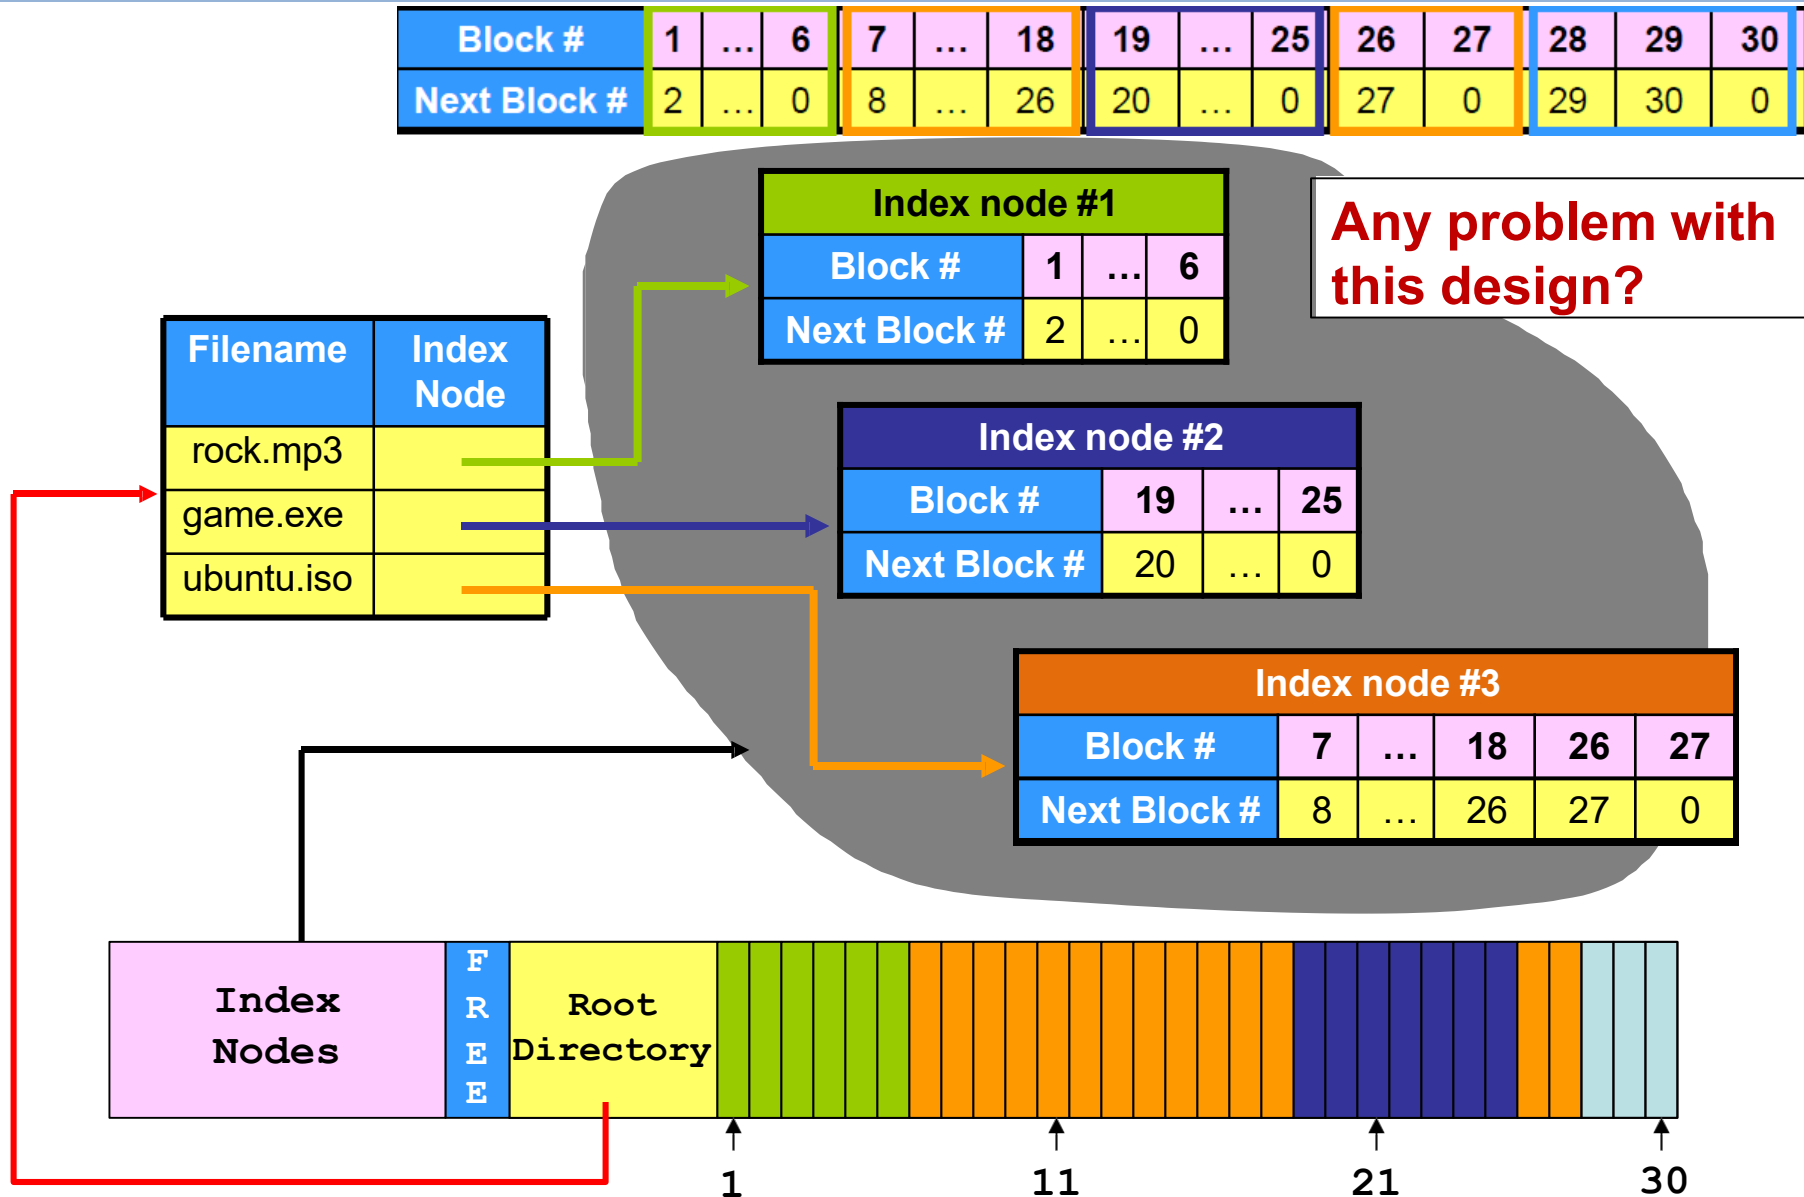 Block # 1 ... 6 7 ... 18 19 ... 25 26 27 28 29 30
Next Block # 2 ... 0 8 ... 26 20 ... 0 27 0 29 30 0
Any problem with
this design?
Index node #1
Block # 1 ... 6
Next Block # 2 ... 0
Filename Index
Node
rock.mp3
game.exe
ubuntu.iso
Index node #2
Block # 19 ... 25
Next Block # 20 ... 0
Index node #3
Block # 7 ... 18 26 27
Next Block # 8 ... 26 27 0
Index
Nodes
F
R
E
E
Root
Directory
1 11 21 30